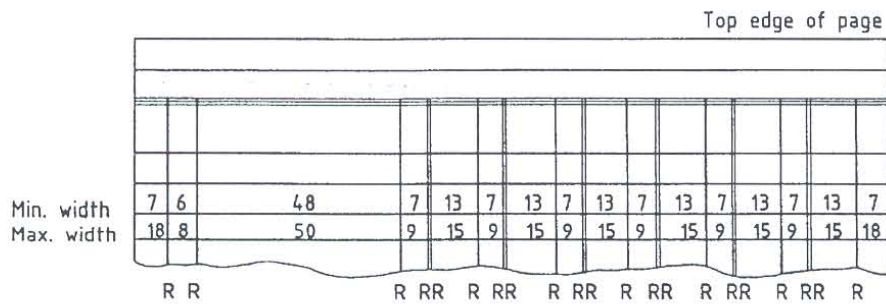 Top edge of page
Min. width 7 6 48 7 13 7 13 7 13 7 13 7 13 7 13 7
Max. width 18 8 50 9 15 9 15 9 15 9 15 9 15 9 15 18
R R R RR R RR R RR R RR R RR R RR R